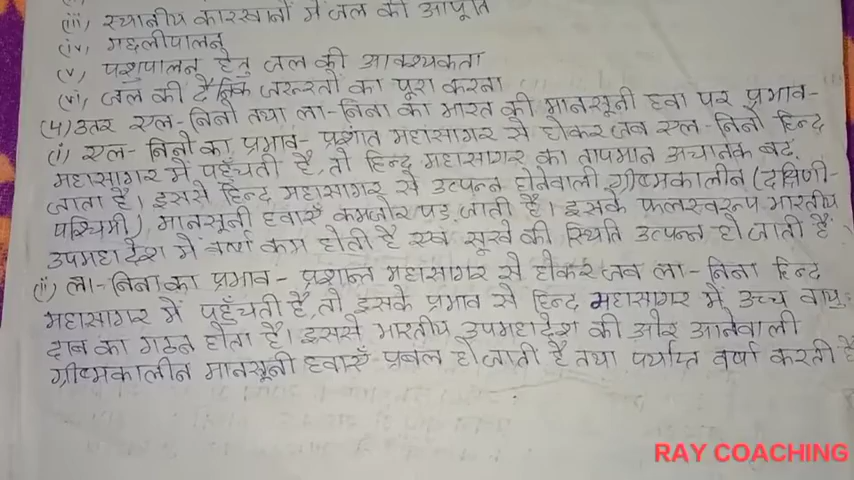 (iii) स्थानीय कारखानों में जल की आपूर्ति
(iv) मछलीपालन
(v) पशुपालन हेतु जल की आवश्यकता
(vi) जल की दैनिक जरूरतों का पूरा करना
(4) उतर एल-निनो तथा ला-निना का भारत की मानसूनी हवा पर प्रभाव-
(i) एल-निनो का प्रभाव- प्रशांत महासागर से होकर जब एल-निनो हिन्द
महासागर में पहुँचती है, तो हिन्द महासागर का तापमान अचानक बढ़
जाता है। इससे हिन्द महासागर से उत्पन्न होनेवाली ग्रीष्मकालीन (दक्षिणी-
पश्चिमी) मानसूनी हवाएँ कमजोर पड़ जाती है। इसके फलस्वरूप भारतीय
उपमहादेश में वर्षा कम होती है एवं सूखे की स्थिति उत्पन्न हो जाती है
(ii) ला-निना का प्रभाव - प्रशान्त महासागर से होकर जब ला-निना हिन्द
महासागर में पहुँचती है, तो इसके प्रभाव से हिन्द महासागर में उच्च वायु-
दाब का गठन होता है। इससे भारतीय उपमहादेश की ओर आनेवाली
ग्रीष्मकालीन मानसूनी हवाएँ प्रबल हो जाती है तथा पर्याप्त वर्षा करती है
RAY COACHING